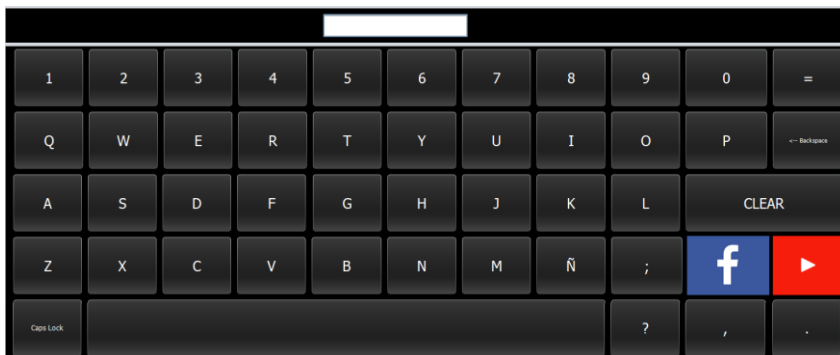 1 2 3 4 5 6 7 8 9 0 =
Q W E R T Y U I O P <-- Backspace
A S D F G H J K L CLEAR
Z X C V B N M Ñ ; f
Caps Lock ? , .